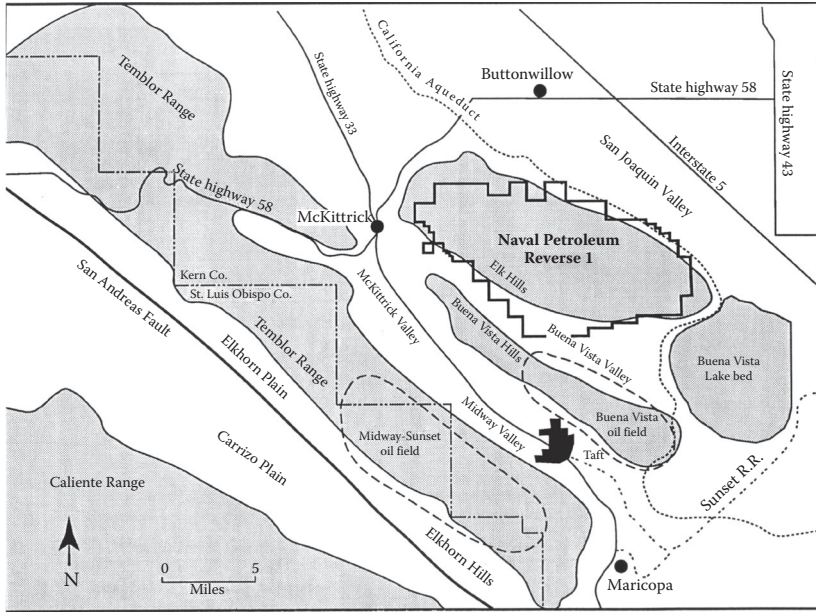 California Aqueduct
State highway 33
Temblor Range
Buttonwillow
State highway 58
State highway 43
Interstate 5
San Joaquin Valley
State highway 58
McKittrick
Naval Petroleum
Reverse 1
Elk Hills
Kern Co.
St. Luis Obispo Co.
San Andreas Fault
McKittrick Valley
Buena Vista Hills
Buena Vista Valley
Temblor Range
Elkhorn Plain
Buena Vista
Lake bed
Midway Valley
Buena Vista
oil field
Midway-Sunset
oil field
Taft
Carrizo Plain
Sunset R.R.
Caliente Range
Elkhorn Hills
N
0 5
Miles
Maricopa